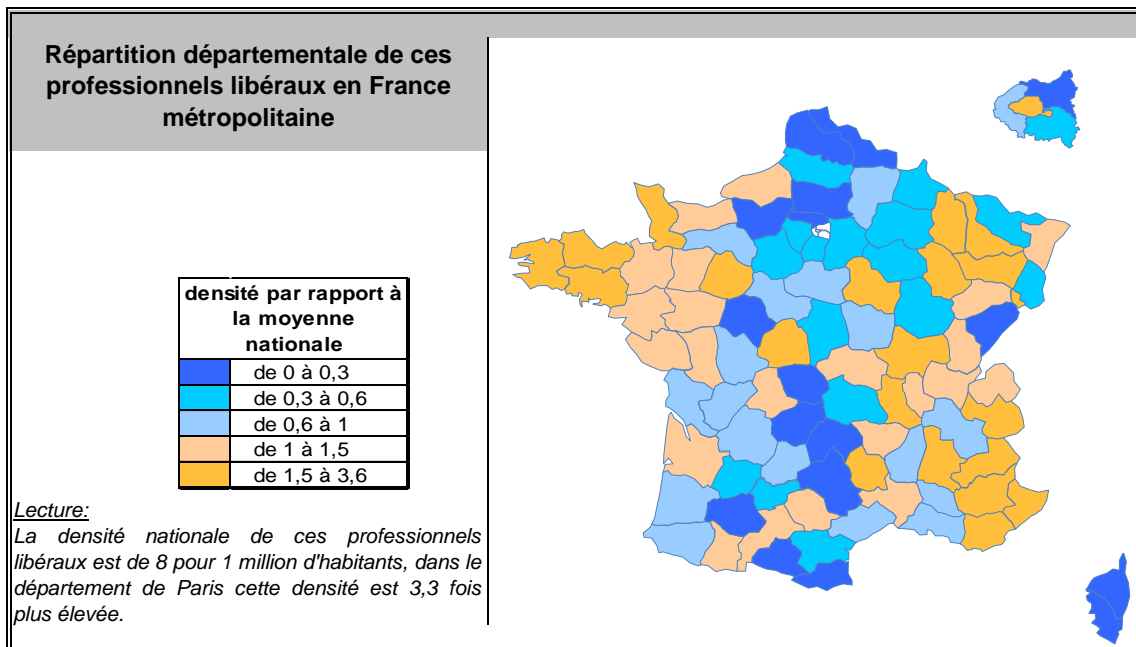 Répartition départementale de ces
professionnels libéraux en France
métropolitaine
densité par rapport à
la moyenne
nationale
de 0 à 0,3
de 0,3 à 0,6
de 0,6 à 1
de 1 à 1,5
de 1,5 à 3,6
Lecture:
La densité nationale de ces professionnels
libéraux est de 8 pour 1 million d'habitants, dans le
département de Paris cette densité est 3,3 fois
plus élevée.